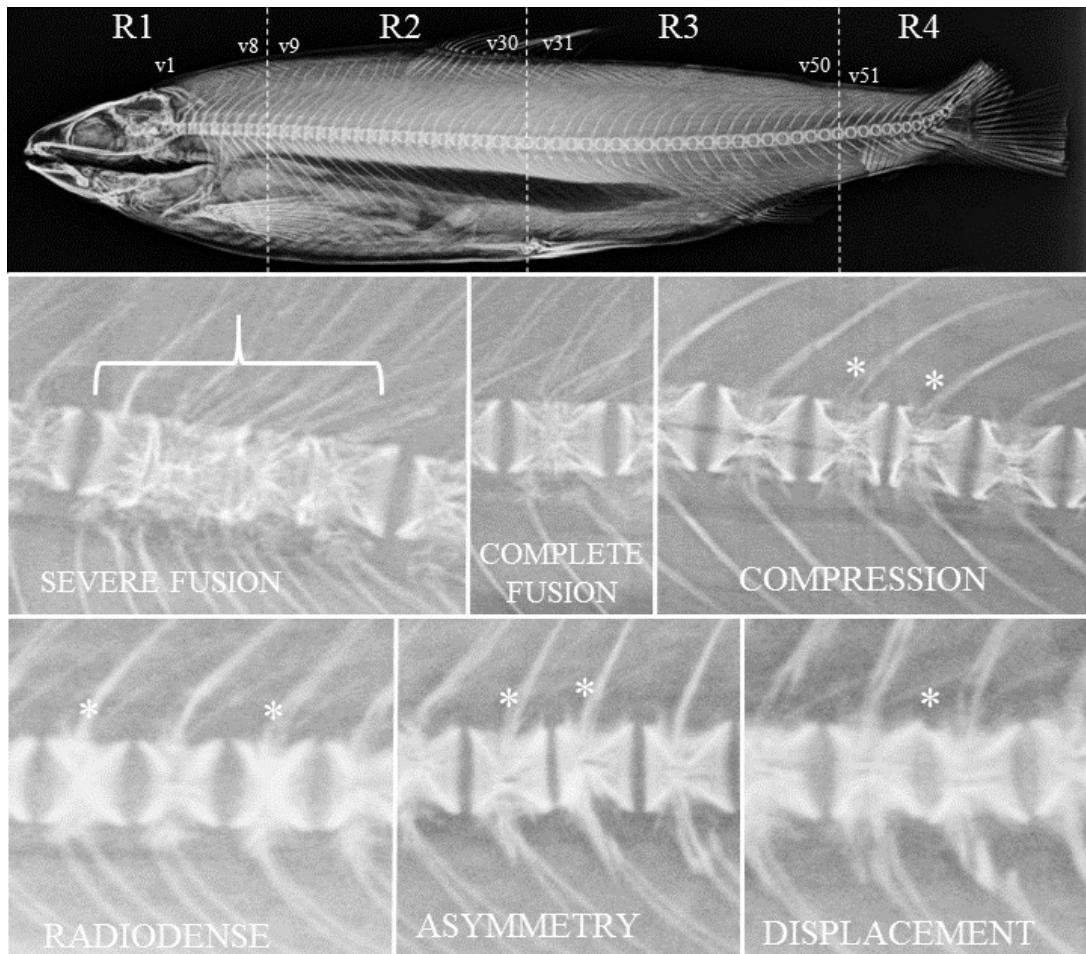 R1 R2 R3 R4
v1 v8 v9 v30 v31 v50 v51
* *
SEVERE FUSION
COMPLETE
FUSION
COMPRESSION
* *
* *
*
RADIODENSE
ASYMMETRY
DISPLACEMENT